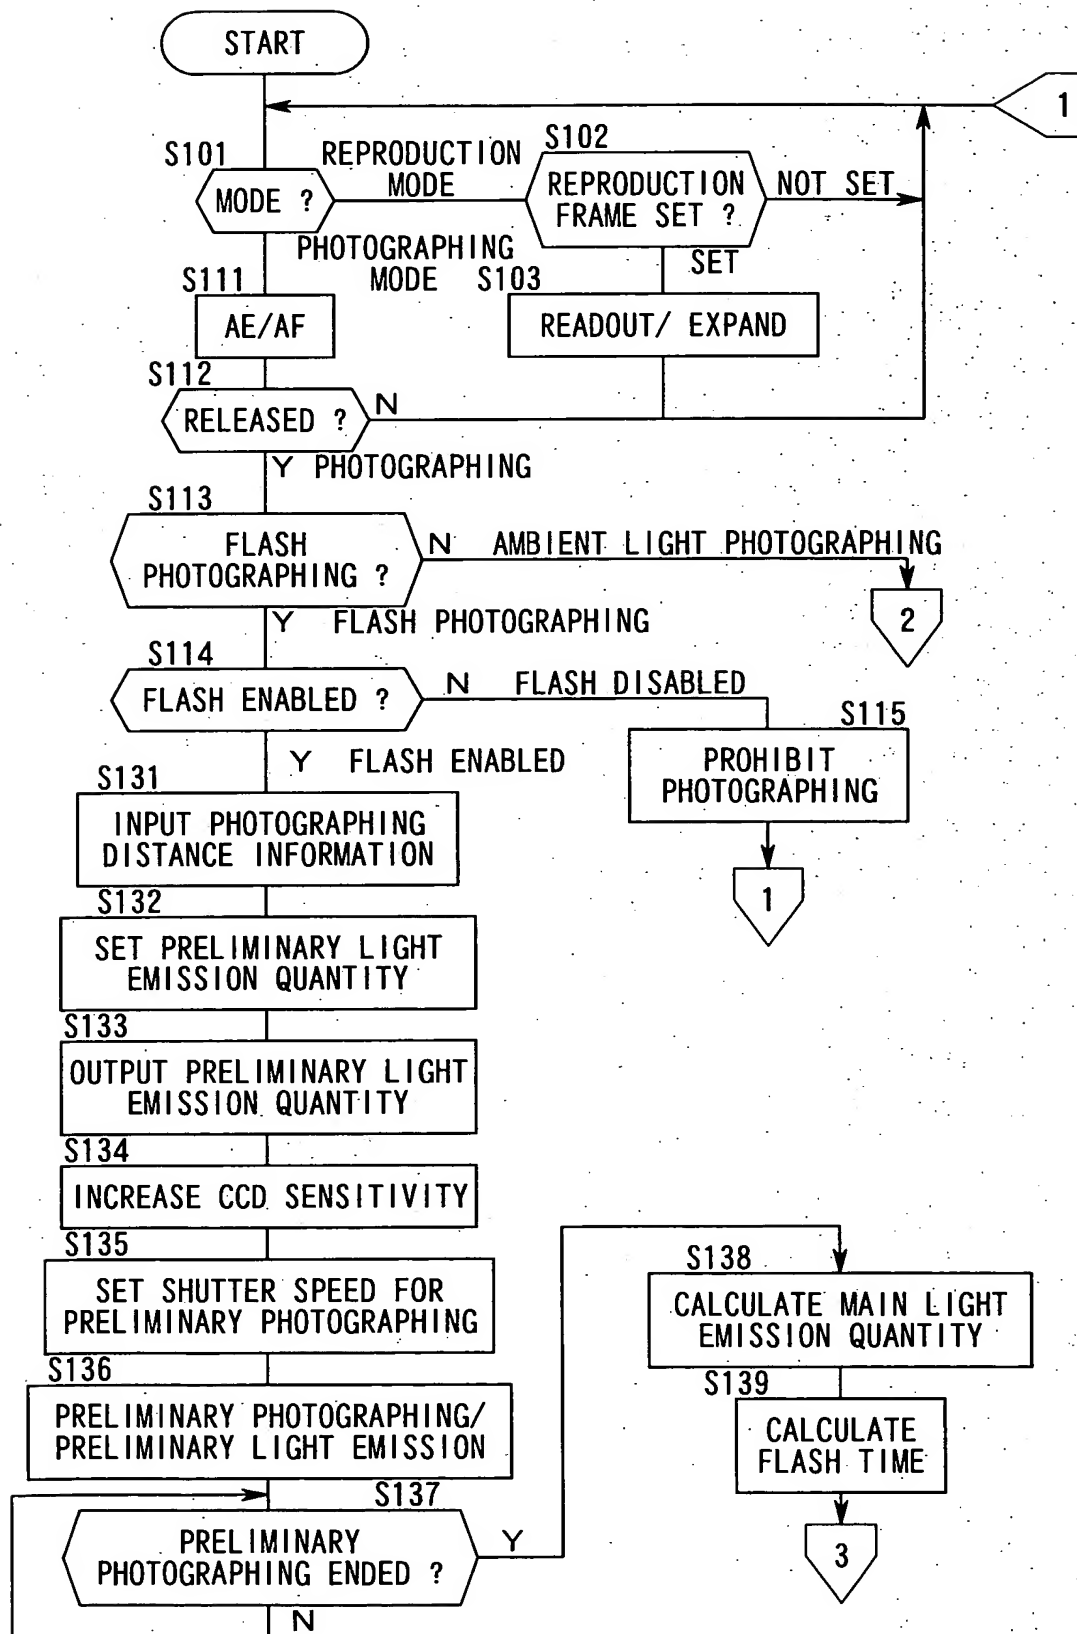 START
1
S101
MODE ?
REPRODUCTION
MODE
S102
REPRODUCTION
FRAME SET ?
NOT SET
PHOTOGRAPHING
MODE
SET
S103
READOUT/ EXPAND
S111
AE/AF
S112
RELEASED ?
N
Y PHOTOGRAPHING
S113
FLASH
PHOTOGRAPHING ?
N AMBIENT LIGHT PHOTOGRAPHING
2
Y FLASH PHOTOGRAPHING
S114
FLASH ENABLED ?
N FLASH DISABLED
S115
PROHIBIT
PHOTOGRAPHING
1
Y FLASH ENABLED
S131
INPUT PHOTOGRAPHING
DISTANCE INFORMATION
S132
SET PRELIMINARY LIGHT
EMISSION QUANTITY
S133
OUTPUT PRELIMINARY LIGHT
EMISSION QUANTITY
S134
INCREASE CCD SENSITIVITY
S135
SET SHUTTER SPEED FOR
PRELIMINARY PHOTOGRAPHING
S136
PRELIMINARY PHOTOGRAPHING/
PRELIMINARY LIGHT EMISSION
S137
PRELIMINARY
PHOTOGRAPHING ENDED ?
Y
N
S138
CALCULATE MAIN LIGHT
EMISSION QUANTITY
S139
CALCULATE
FLASH TIME
3